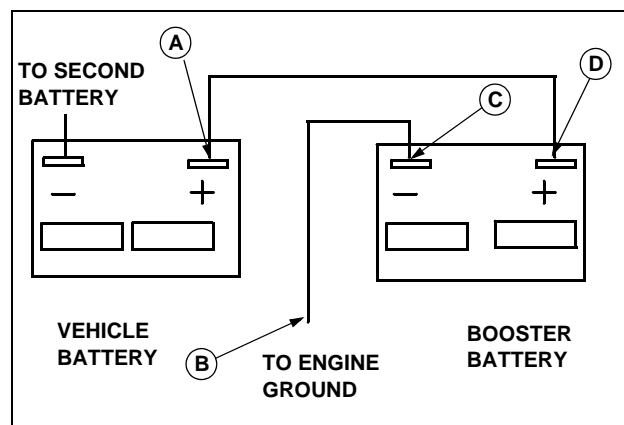 A
D
TO SECOND
BATTERY
C
− +
− +
VEHICLE
BATTERY
B
TO ENGINE
GROUND
BOOSTER
BATTERY